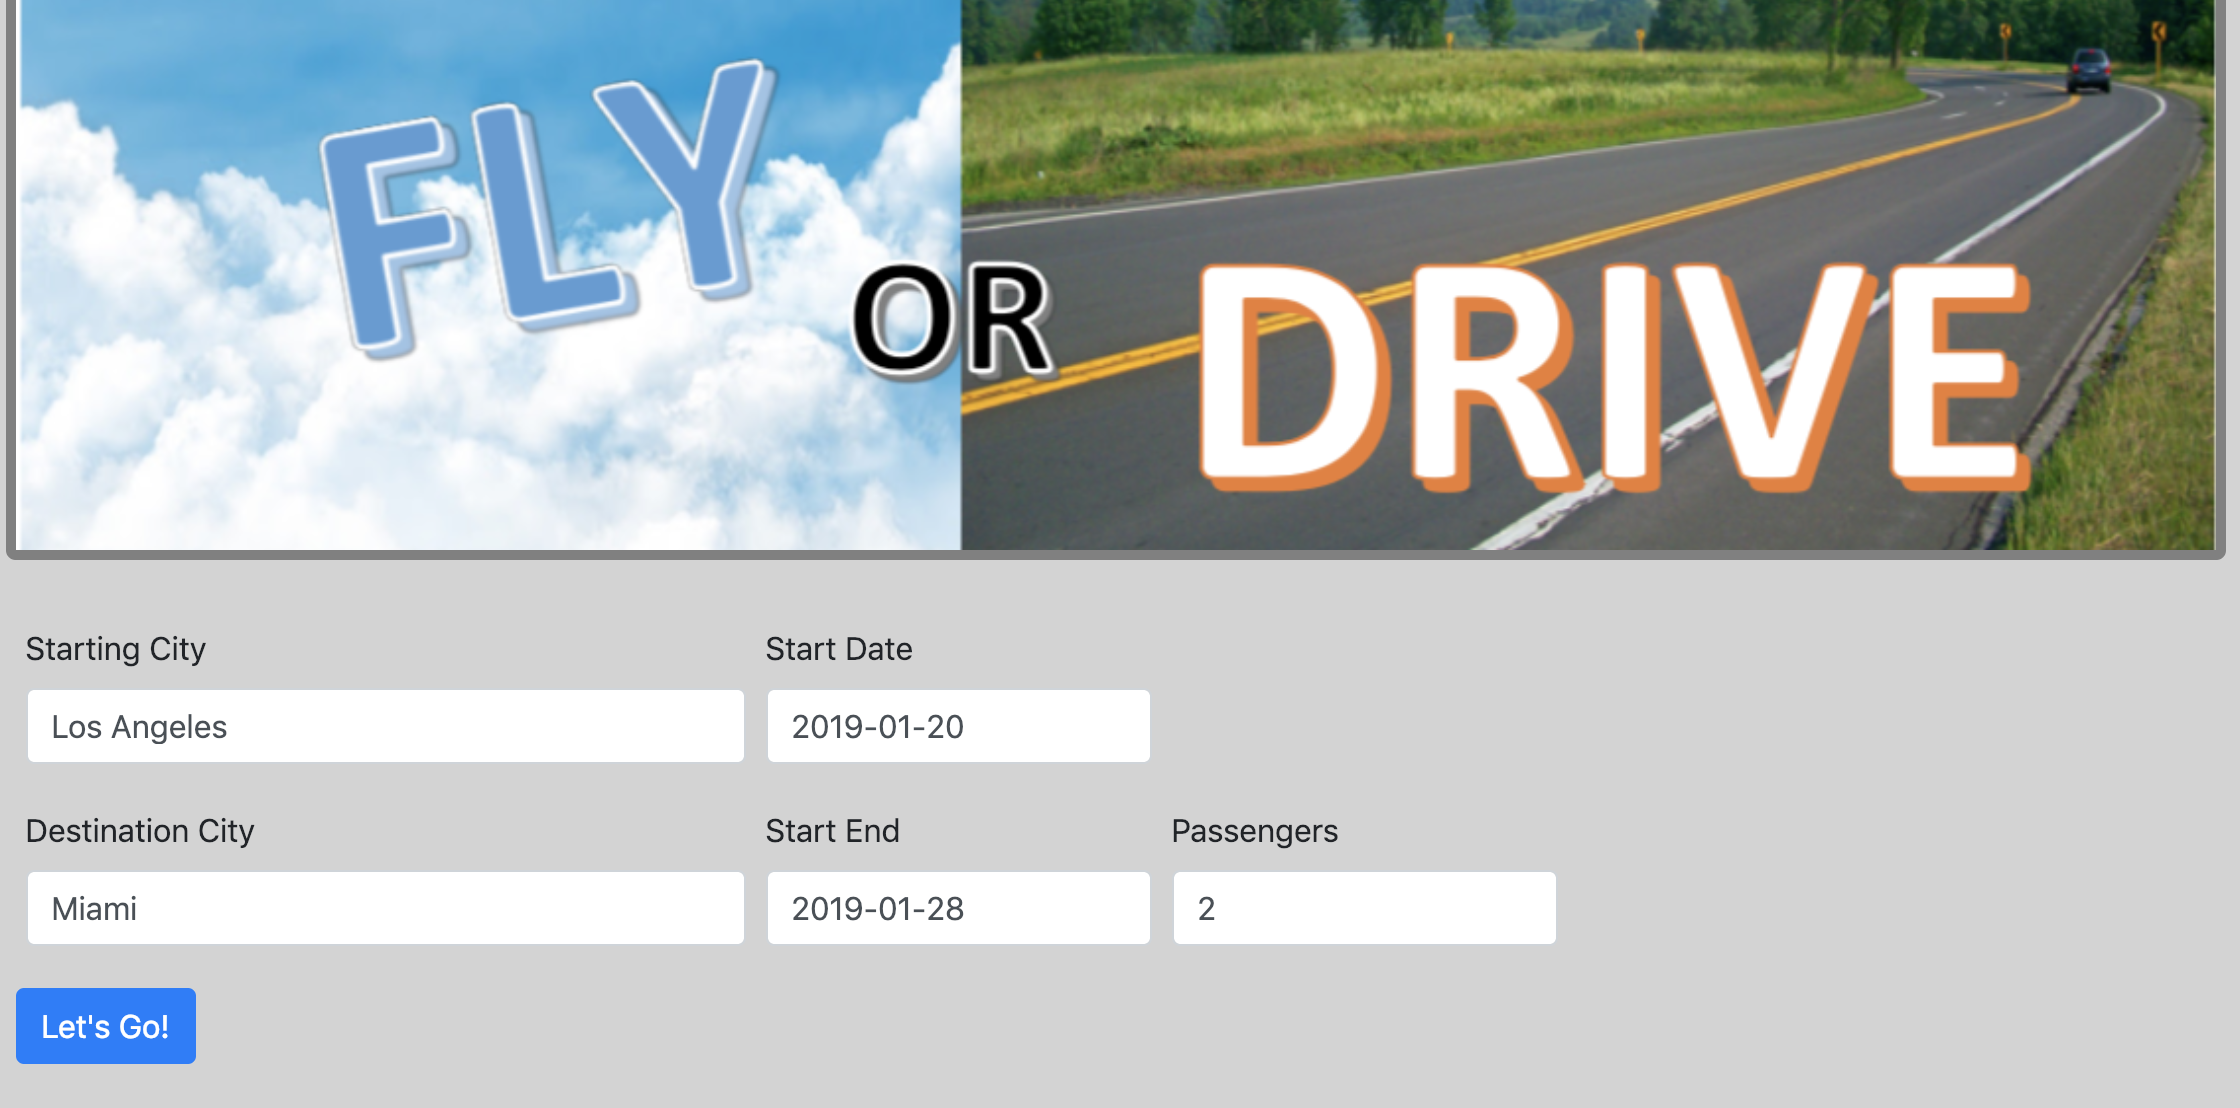 FLY OR DRIVE
Starting City Start Date
Los Angeles 2019-01-20
Destination City Start End Passengers
Miami 2019-01-28 2
Let's Go!